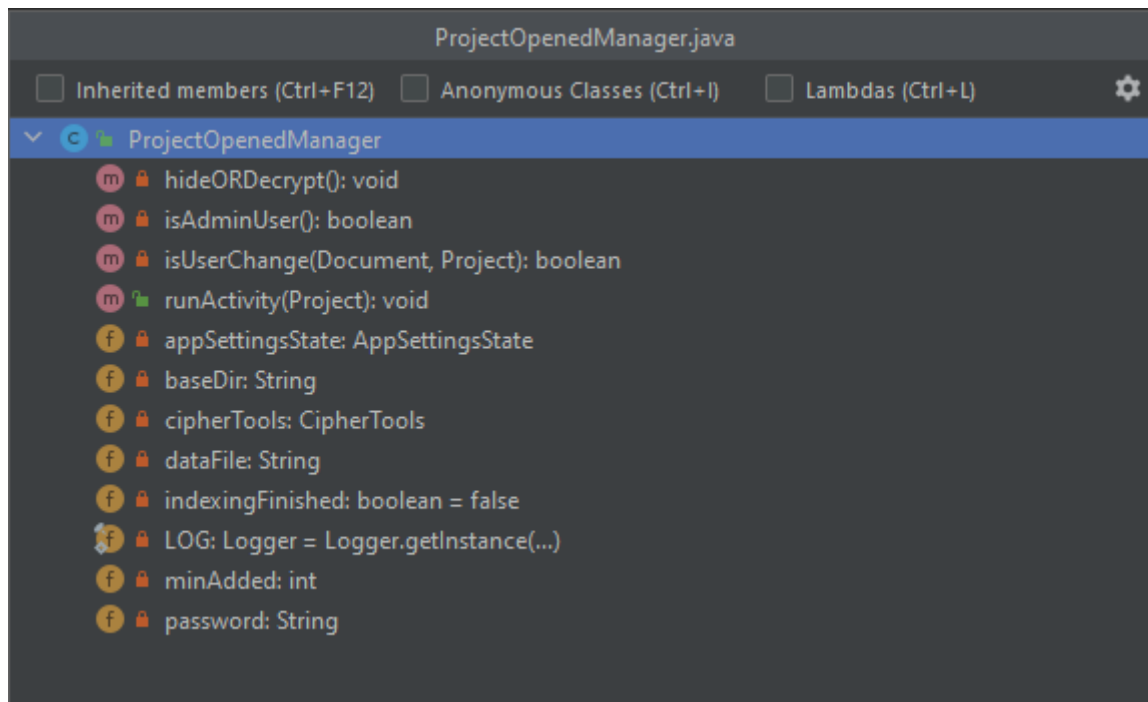 ProjectOpenedManager.java
Inherited members (Ctrl+F12) Anonymous Classes (Ctrl+I) Lambdas (Ctrl+L)
C ProjectOpenedManager
m hideORDecrypt(): void
m isAdminUser(): boolean
m isUserChange(Document, Project): boolean
m runActivity(Project): void
f appSettingsState: AppSettingsState
f baseDir: String
f cipherTools: CipherTools
f dataFile: String
f indexingFinished: boolean = false
f LOG: Logger = Logger.getInstance(...)
f minAdded: int
f password: String